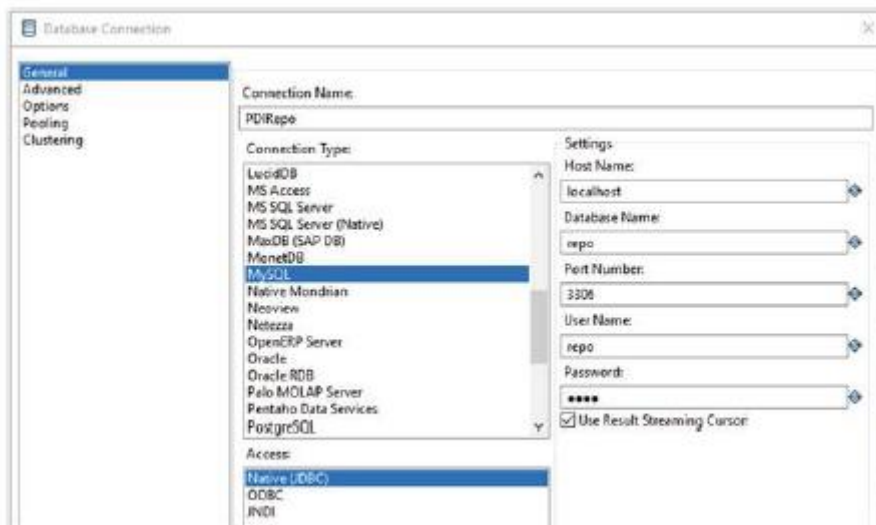 Database Connection
General
Advanced
Options
Pooling
Clustering
Connection Name:
PDIRepo
Connection Type:
LucidDB
MS Access
MS SQL Server
MS SQL Server (Native)
MaxDB (SAP DB)
MonetDB
MySQL
Native Mondrian
Neoview
Netezza
OpenERP Server
Oracle
Oracle RDB
Palo MOLAP Server
Pentaho Data Services
PostgreSQL
Access:
Native (JDBC)
ODBC
JNDI
Settings
Host Name:
localhost
Database Name:
repo
Port Number:
3306
User Name:
repo
Password:
••••
Use Result Streaming Cursor